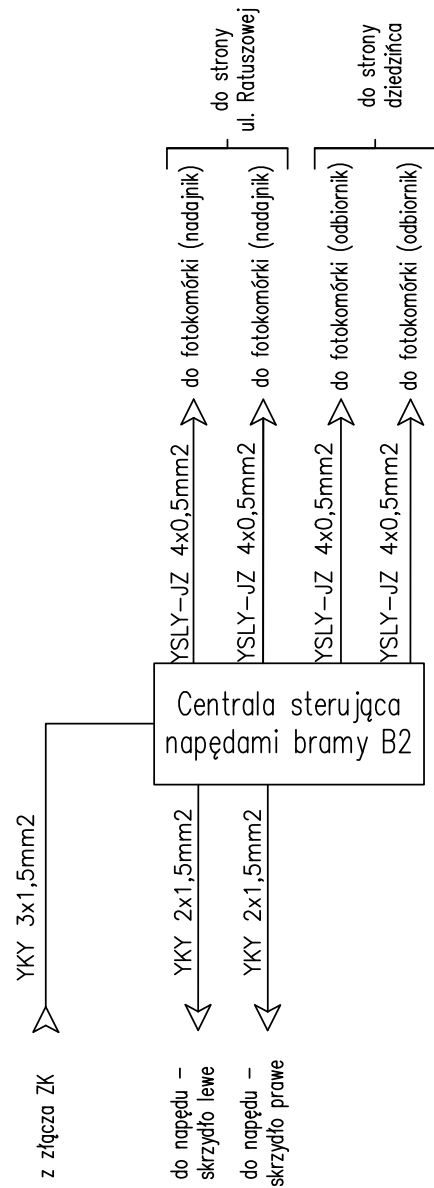 do strony
ul. Ratuszowej
do strony
dziedzińca
do fotokomórki (nadajnik)
do fotokomórki (nadajnik)
do fotokomórki (odbiornik)
do fotokomórki (odbiornik)
YSLY-JZ 4x0,5mm2
YSLY-JZ 4x0,5mm2
YSLY-JZ 4x0,5mm2
YSLY-JZ 4x0,5mm2
Centrala sterująca
napędami bramy B2
YKY 3x1,5mm2
YKY 2x1,5mm2
YKY 2x1,5mm2
z złącza ZK
do napędu -
skrzydło lewe
do napędu -
skrzydło prawe